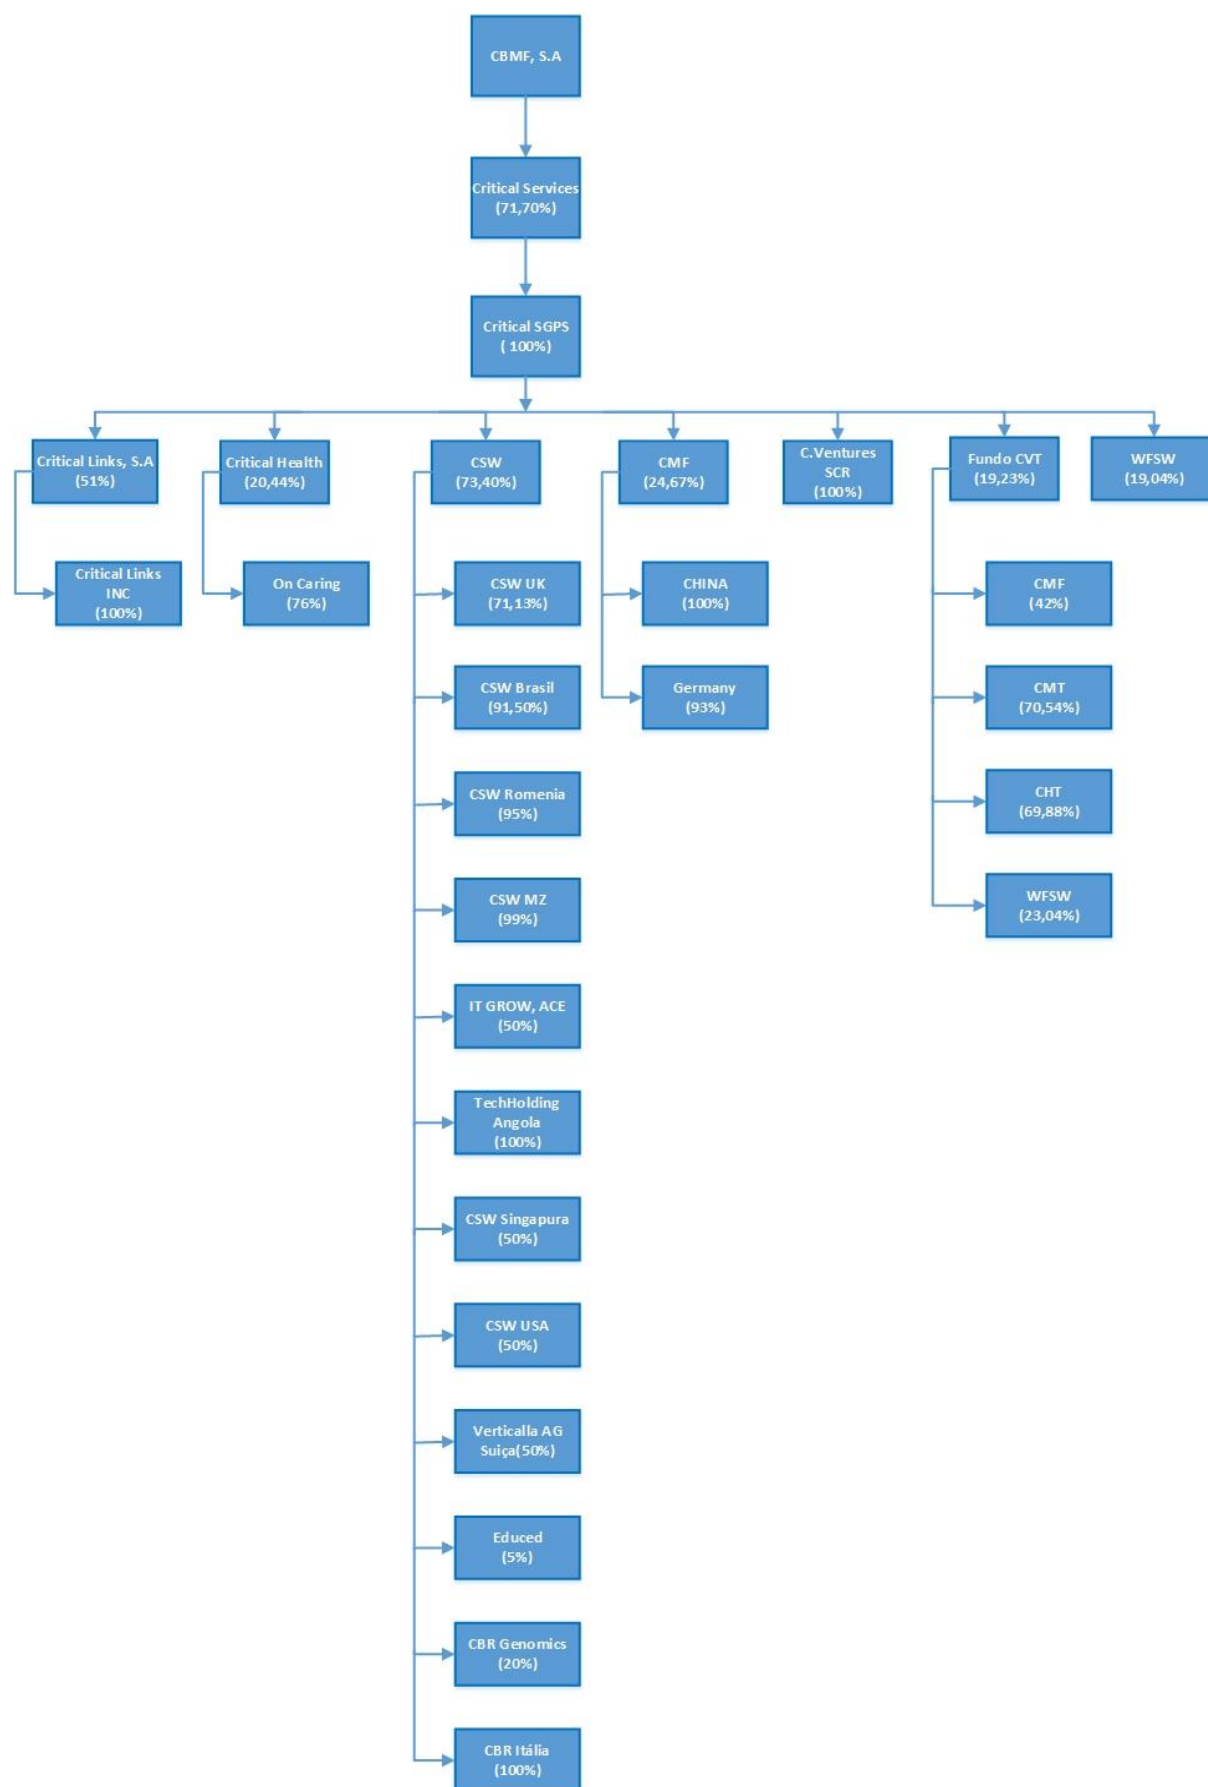 CBMF, S.A
Critical Services
(71,70%)
Critical SGPS
( 100%)
Critical Links, S.A
(51%)
Critical Health
(20,44%)
CSW
(73,40%)
CMF
(24,67%)
C.Ventures
SCR
(100%)
Fundo CVT
(19,23%)
WFSW
(19,04%)
Critical Links
INC
(100%)
On Caring
(76%)
CSW UK
(71,13%)
CSW Brasil
(91,50%)
CSW Romenia
(95%)
CSW MZ
(99%)
IT GROW, ACE
(50%)
TechHolding
Angola
(100%)
CSW Singapura
(50%)
CSW USA
(50%)
Verticalla AG
Suiça(50%)
Educed
(5%)
CBR Genomics
(20%)
CBR Itália
(100%)
CHINA
(100%)
Germany
(93%)
CMF
(42%)
CMT
(70,54%)
CHT
(69,88%)
WFSW
(23,04%)